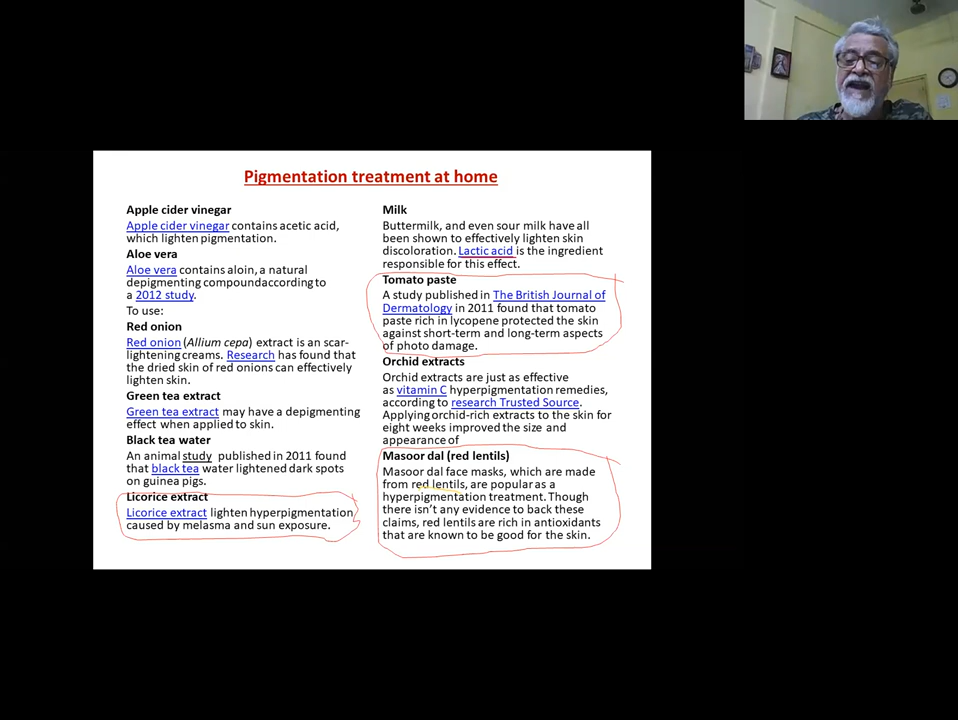 Pigmentation treatment at home
Apple cider vinegar
Apple cider vinegar contains acetic acid,
which lighten pigmentation.
Aloe vera
Aloe vera contains aloin, a natural
depigmenting compoundaccording to
a 2012 study.
To use:
Red onion
Red onion (Allium cepa) extract is an scar-
lightening creams. Research has found that
the dried skin of red onions can effectively
lighten skin.
Green tea extract
Green tea extract may have a depigmenting
effect when applied to skin.
Black tea water
An animal study published in 2011 found
that black tea water lightened dark spots
on guinea pigs.
Licorice extract
Licorice extract lighten hyperpigmentation
caused by melasma and sun exposure.
Milk
Buttermilk, and even sour milk have all
been shown to effectively lighten skin
discoloration. Lactic acid is the ingredient
responsible for this effect.
Tomato paste
A study published in The British Journal of
Dermatology in 2011 found that tomato
paste rich in lycopene protected the skin
against short-term and long-term aspects
of photo damage.
Orchid extracts
Orchid extracts are just as effective
as vitamin C hyperpigmentation remedies,
according to research Trusted Source.
Applying orchid-rich extracts to the skin for
eight weeks improved the size and
appearance of
Masoor dal (red lentils)
Masoor dal face masks, which are made
from red lentils, are popular as a
hyperpigmentation treatment. Though
there isn't any evidence to back these
claims, red lentils are rich in antioxidants
that are known to be good for the skin.